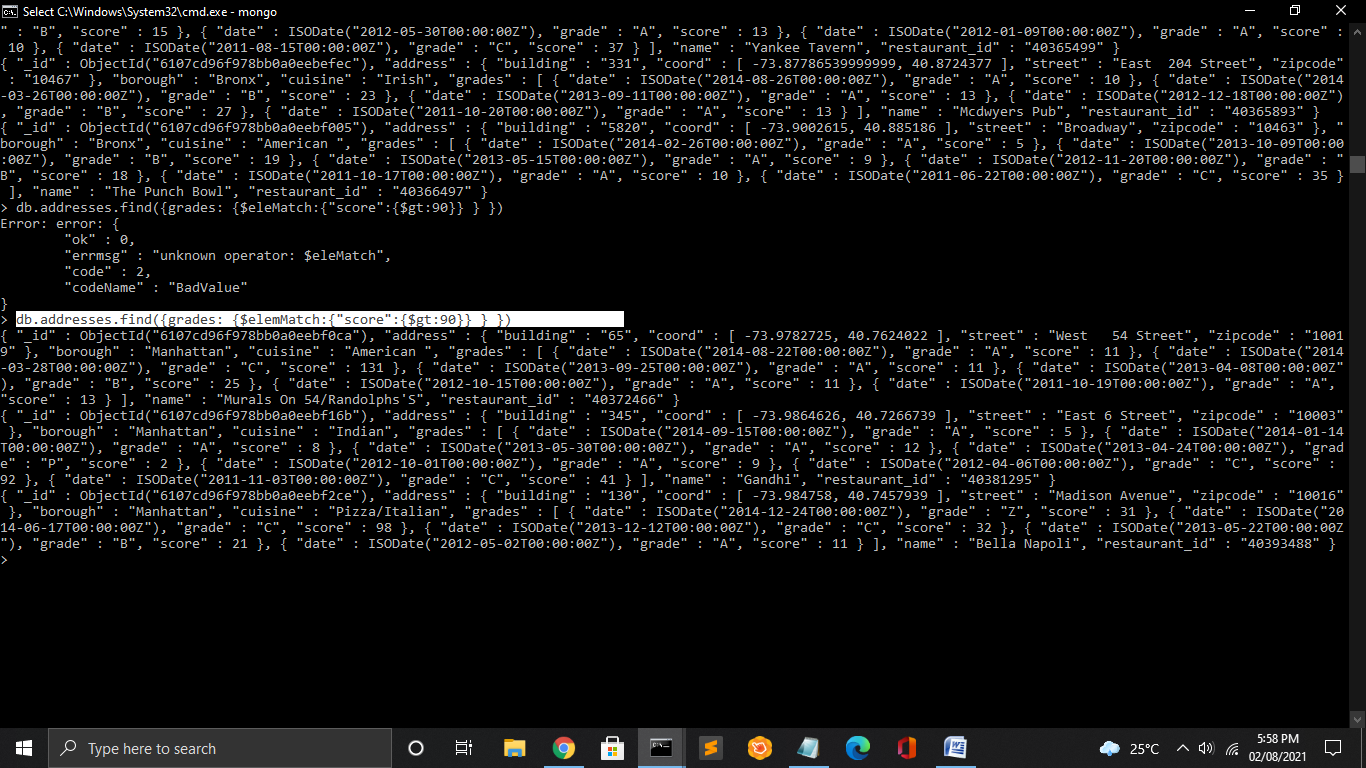 Select C:\Windows\System32\cmd.exe - mongo
" : "B", "score" : 15 }, { "date" : ISODate("2012-05-30T00:00:00Z"), "grade" : "A", "score" : 13 }, { "date" : ISODate("2012-01-09T00:00:00Z"), "grade" : "A", "score" :
10 }, { "date" : ISODate("2011-08-15T00:00:00Z"), "grade" : "C", "score" : 37 } ], "name" : "Yankee Tavern", "restaurant_id" : "40365499" }
{ "_id" : ObjectId("6107cd96f978bb0a0eebefec"), "address" : { "building" : "331", "coord" : [ -73.87786539999999, 40.8724377 ], "street" : "East  204 Street", "zipcode"
: "10467" }, "borough" : "Bronx", "cuisine" : "Irish", "grades" : [ { "date" : ISODate("2014-08-26T00:00:00Z"), "grade" : "A", "score" : 10 }, { "date" : ISODate("2014
-03-26T00:00:00Z"), "grade" : "B", "score" : 23 }, { "date" : ISODate("2013-09-11T00:00:00Z"), "grade" : "A", "score" : 13 }, { "date" : ISODate("2012-12-18T00:00:00Z")
, "grade" : "B", "score" : 27 }, { "date" : ISODate("2011-10-20T00:00:00Z"), "grade" : "A", "score" : 13 } ], "name" : "Mcdwyers Pub", "restaurant_id" : "40365893" }
{ "_id" : ObjectId("6107cd96f978bb0a0eebf005"), "address" : { "building" : "5820", "coord" : [ -73.9002615, 40.885186 ], "street" : "Broadway", "zipcode" : "10463" }, "
borough" : "Bronx", "cuisine" : "American ", "grades" : [ { "date" : ISODate("2014-02-26T00:00:00Z"), "grade" : "A", "score" : 5 }, { "date" : ISODate("2013-10-09T00:00
:00Z"), "grade" : "B", "score" : 19 }, { "date" : ISODate("2013-05-15T00:00:00Z"), "grade" : "A", "score" : 9 }, { "date" : ISODate("2012-11-20T00:00:00Z"), "grade" : "
B", "score" : 18 }, { "date" : ISODate("2011-10-17T00:00:00Z"), "grade" : "A", "score" : 10 }, { "date" : ISODate("2011-06-22T00:00:00Z"), "grade" : "C", "score" : 35 }
], "name" : "The Punch Bowl", "restaurant_id" : "40366497" }
> db.addresses.find({grades: {$eleMatch:{"score":{$gt:90}} } })
Error: error: {
"ok" : 0,
"errmsg" : "unknown operator: $eleMatch",
"code" : 2,
"codeName" : "BadValue"
}
> db.addresses.find({grades: {$elemMatch:{"score":{$gt:90}} } })
{ "_id" : ObjectId("6107cd96f978bb0a0eebf0ca"), "address" : { "building" : "65", "coord" : [ -73.9782725, 40.7624022 ], "street" : "West   54 Street", "zipcode" : "1001
9" }, "borough" : "Manhattan", "cuisine" : "American ", "grades" : [ { "date" : ISODate("2014-08-22T00:00:00Z"), "grade" : "A", "score" : 11 }, { "date" : ISODate("2014
-03-28T00:00:00Z"), "grade" : "C", "score" : 131 }, { "date" : ISODate("2013-09-25T00:00:00Z"), "grade" : "A", "score" : 11 }, { "date" : ISODate("2013-04-08T00:00:00Z"
), "grade" : "B", "score" : 25 }, { "date" : ISODate("2012-10-15T00:00:00Z"), "grade" : "A", "score" : 11 }, { "date" : ISODate("2011-10-19T00:00:00Z"), "grade" : "A",
"score" : 13 } ], "name" : "Murals On 54/Randolphs'S", "restaurant_id" : "40372466" }
{ "_id" : ObjectId("6107cd96f978bb0a0eebf16b"), "address" : { "building" : "345", "coord" : [ -73.9864626, 40.7266739 ], "street" : "East 6 Street", "zipcode" : "10003"
}, "borough" : "Manhattan", "cuisine" : "Indian", "grades" : [ { "date" : ISODate("2014-09-15T00:00:00Z"), "grade" : "A", "score" : 5 }, { "date" : ISODate("2014-01-14
T00:00:00Z"), "grade" : "A", "score" : 8 }, { "date" : ISODate("2013-05-30T00:00:00Z"), "grade" : "A", "score" : 12 }, { "date" : ISODate("2013-04-24T00:00:00Z"), "grad
e" : "P", "score" : 2 }, { "date" : ISODate("2012-10-01T00:00:00Z"), "grade" : "A", "score" : 9 }, { "date" : ISODate("2012-04-06T00:00:00Z"), "grade" : "C", "score" :
92 }, { "date" : ISODate("2011-11-03T00:00:00Z"), "grade" : "C", "score" : 41 } ], "name" : "Gandhi", "restaurant_id" : "40381295" }
{ "_id" : ObjectId("6107cd96f978bb0a0eebf2ce"), "address" : { "building" : "130", "coord" : [ -73.984758, 40.7457939 ], "street" : "Madison Avenue", "zipcode" : "10016"
}, "borough" : "Manhattan", "cuisine" : "Pizza/Italian", "grades" : [ { "date" : ISODate("2014-12-24T00:00:00Z"), "grade" : "Z", "score" : 31 }, { "date" : ISODate("20
14-06-17T00:00:00Z"), "grade" : "C", "score" : 98 }, { "date" : ISODate("2013-12-12T00:00:00Z"), "grade" : "C", "score" : 32 }, { "date" : ISODate("2013-05-22T00:00:00Z
"), "grade" : "B", "score" : 21 }, { "date" : ISODate("2012-05-02T00:00:00Z"), "grade" : "A", "score" : 11 } ], "name" : "Bella Napoli", "restaurant_id" : "40393488" }
>
Type here to search
25°C
5:58 PM
02/08/2021